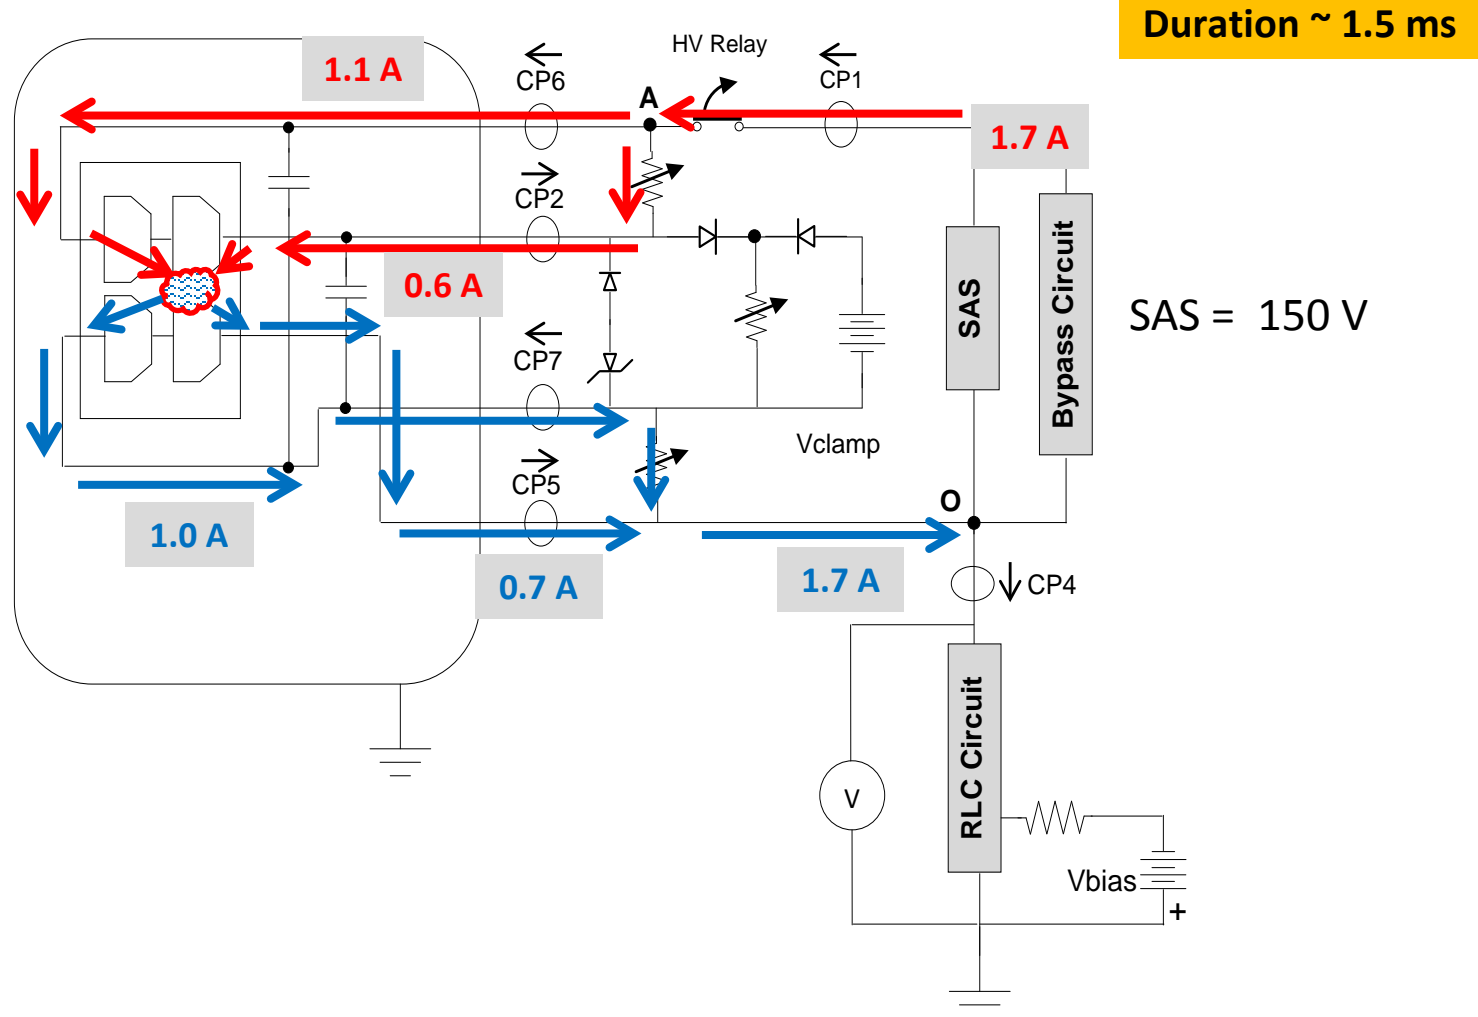 Duration ~ 1.5 ms
HV Relay
1.1 A
CP6
CP1
A
1.7 A
CP2
0.6 A
SAS
Bypass Circuit
SAS = 150 V
CP7
Vclamp
CP5
O
1.0 A
0.7 A
1.7 A
CP4
RLC Circuit
V
Vbias
+